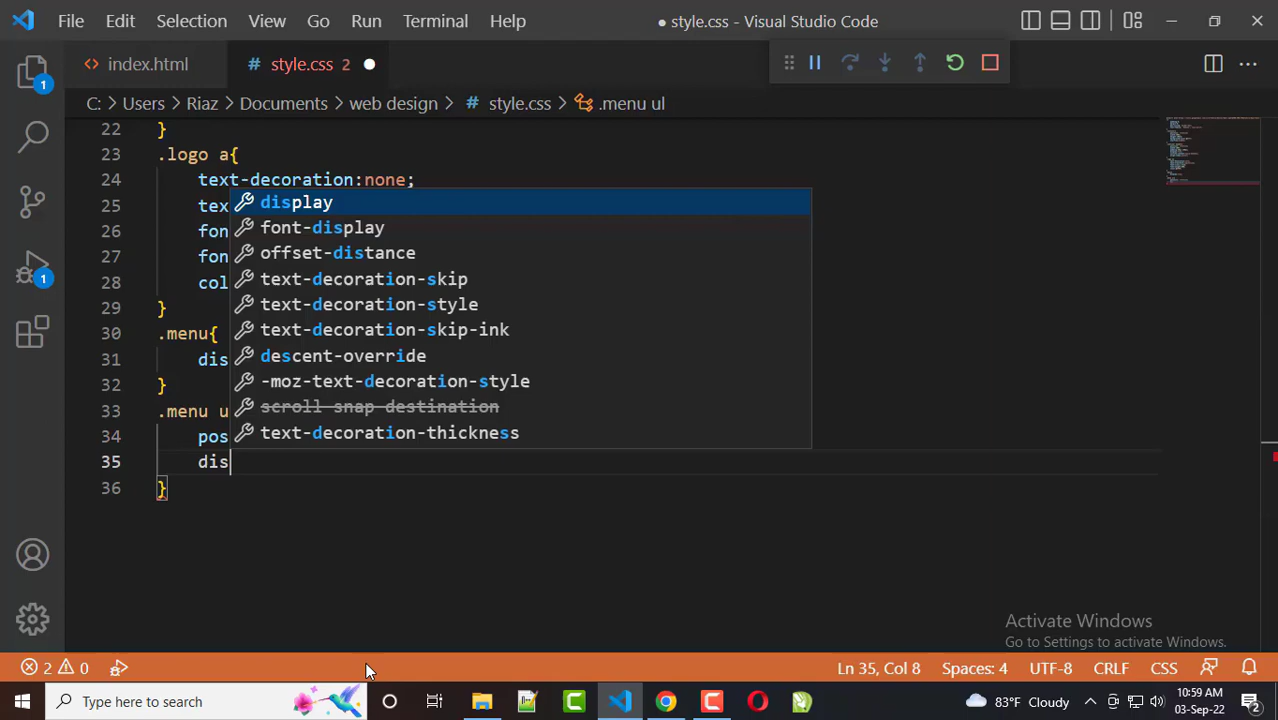 File Edit Selection View Go Run Terminal Help ● style.css - Visual Studio Code
1 <> index.html # style.css 2 ●
C: > Users > Riaz > Documents > web design > # style.css > .menu ul
22 }
23 .logo a{
24 text-decoration:none;
25 tex display
26 fon font-display
27 fon offset-distance
28 col text-decoration-skip
29 } text-decoration-style
30 .menu{ text-decoration-skip-ink
31 dis descent-override
32 } -moz-text-decoration-style
33 .menu u scroll-snap-destination
34 pos text-decoration-thickness
35 dis
36 }
1
Activate Windows
Go to Settings to activate Windows.
2 0 Ln 35, Col 8 Spaces: 4 UTF-8 CRLF CSS
Type here to search 83°F Cloudy 10:59 AM
03-Sep-22 2